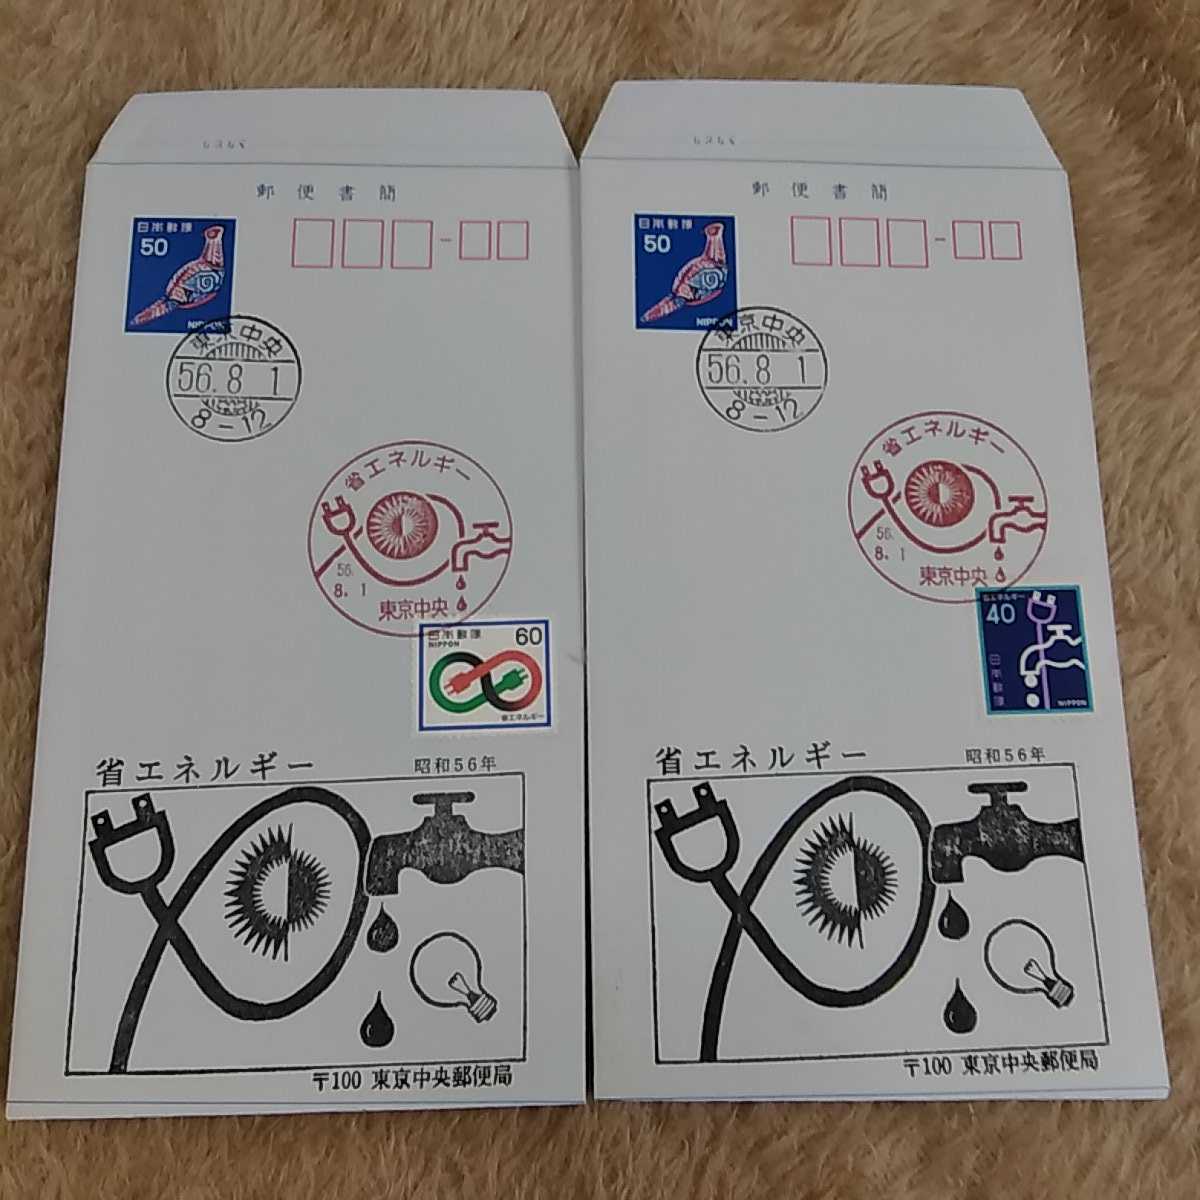 郵便書簡
日本郵便
50
NIPPON
東京中央
56.8 1
8-12
省エネルギー
56.
8.1
東京中央
日本郵便 60
NIPPON
省エネルギー
省エネルギー 昭和56年
〒100 東京中央郵便局
郵便書簡
日本郵便
50
NIPPON
東京中央
56.8 1
8-12
省エネルギー
56.
8.1
東京中央
省エネルギー
40
日本郵便
NIPPON
省エネルギー 昭和56年
〒100 東京中央郵便局